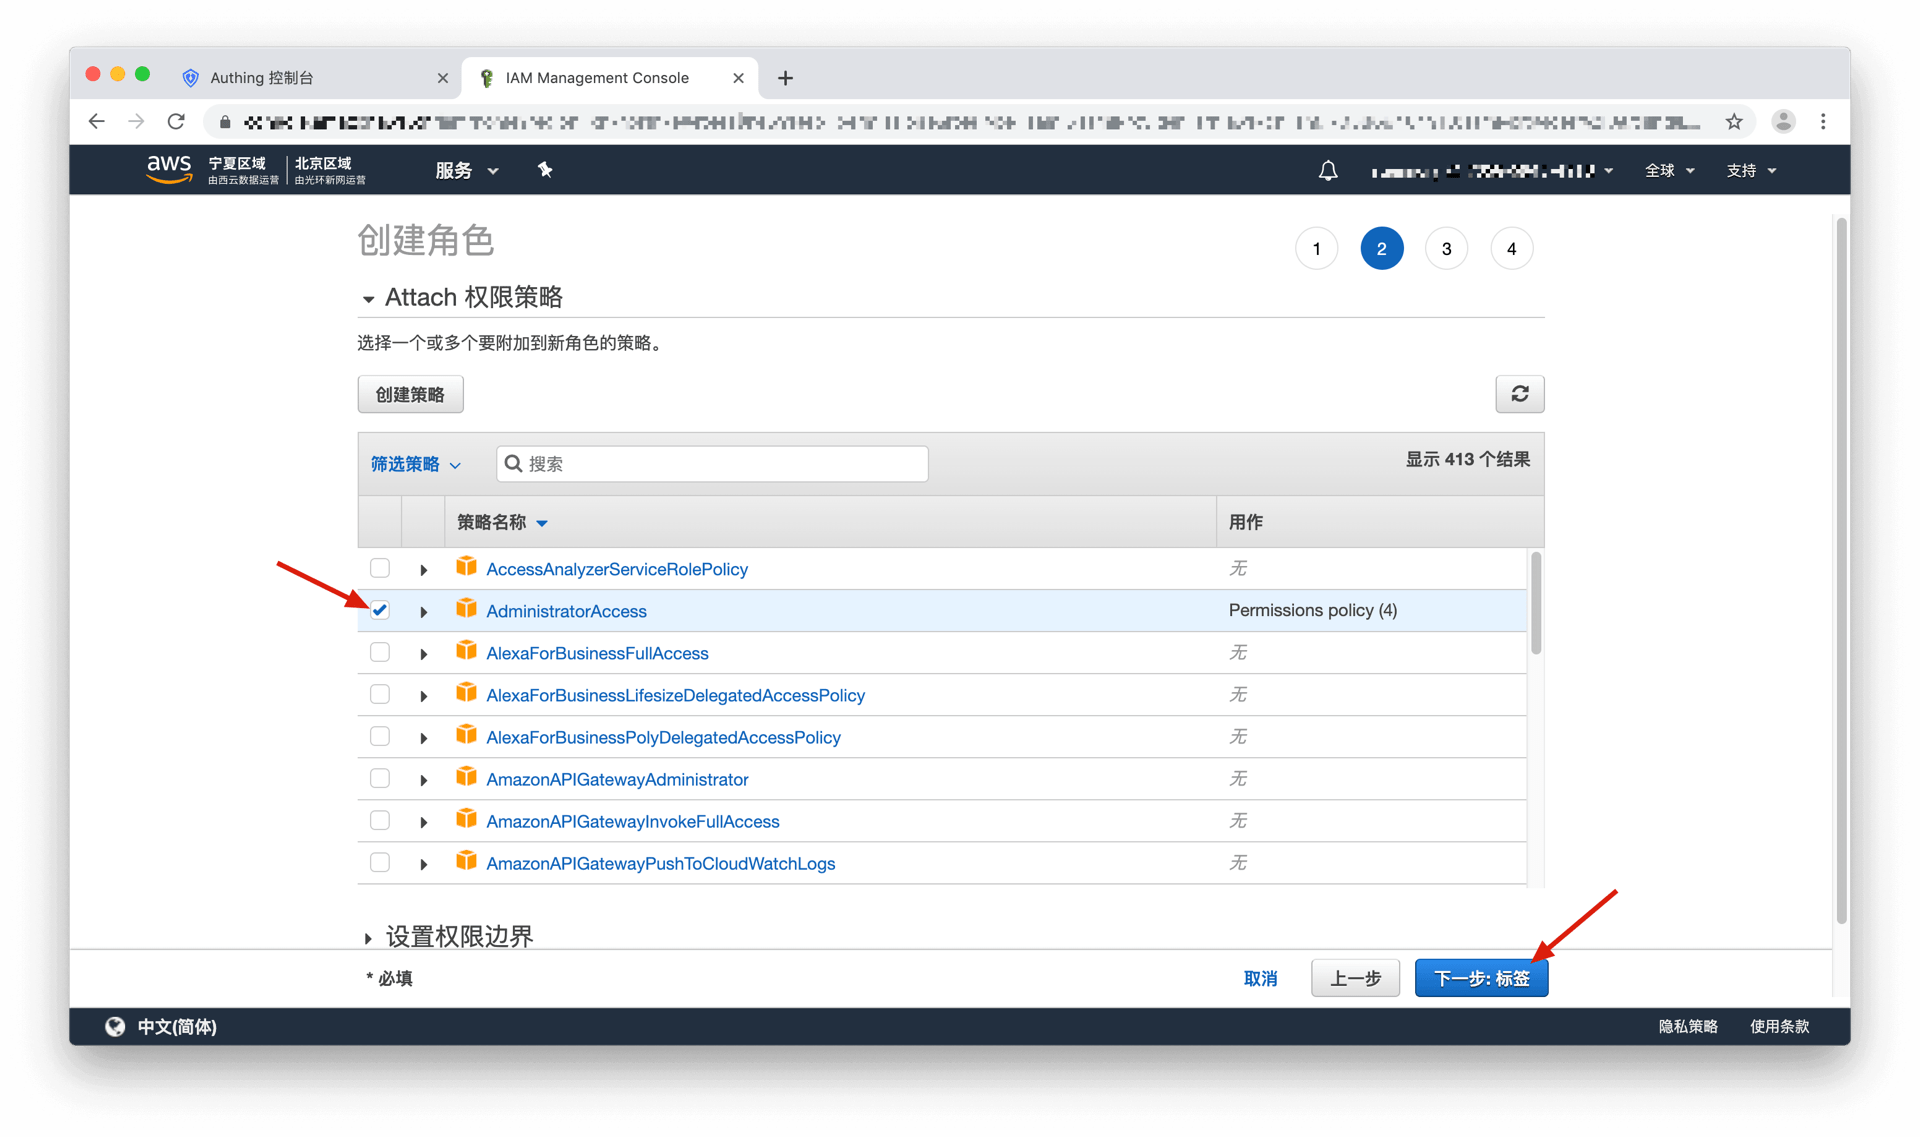 Authing 控制台
IAM Management Console
aws
宁夏区域
由西云数据运营
北京区域
由光环新网运营
服务
全球
支持
创建角色
1
2
3
4
Attach 权限策略
选择一个或多个要附加到新角色的策略。
创建策略
筛选策略
搜索
显示 413 个结果
策略名称
用作
AccessAnalyzerServiceRolePolicy
无
AdministratorAccess
Permissions policy (4)
AlexaForBusinessFullAccess
无
AlexaForBusinessLifesizeDelegatedAccessPolicy
无
AlexaForBusinessPolyDelegatedAccessPolicy
无
AmazonAPIGatewayAdministrator
无
AmazonAPIGatewayInvokeFullAccess
无
AmazonAPIGatewayPushToCloudWatchLogs
无
设置权限边界
* 必填
取消
上一步
下一步: 标签
中文(简体)
隐私策略
使用条款